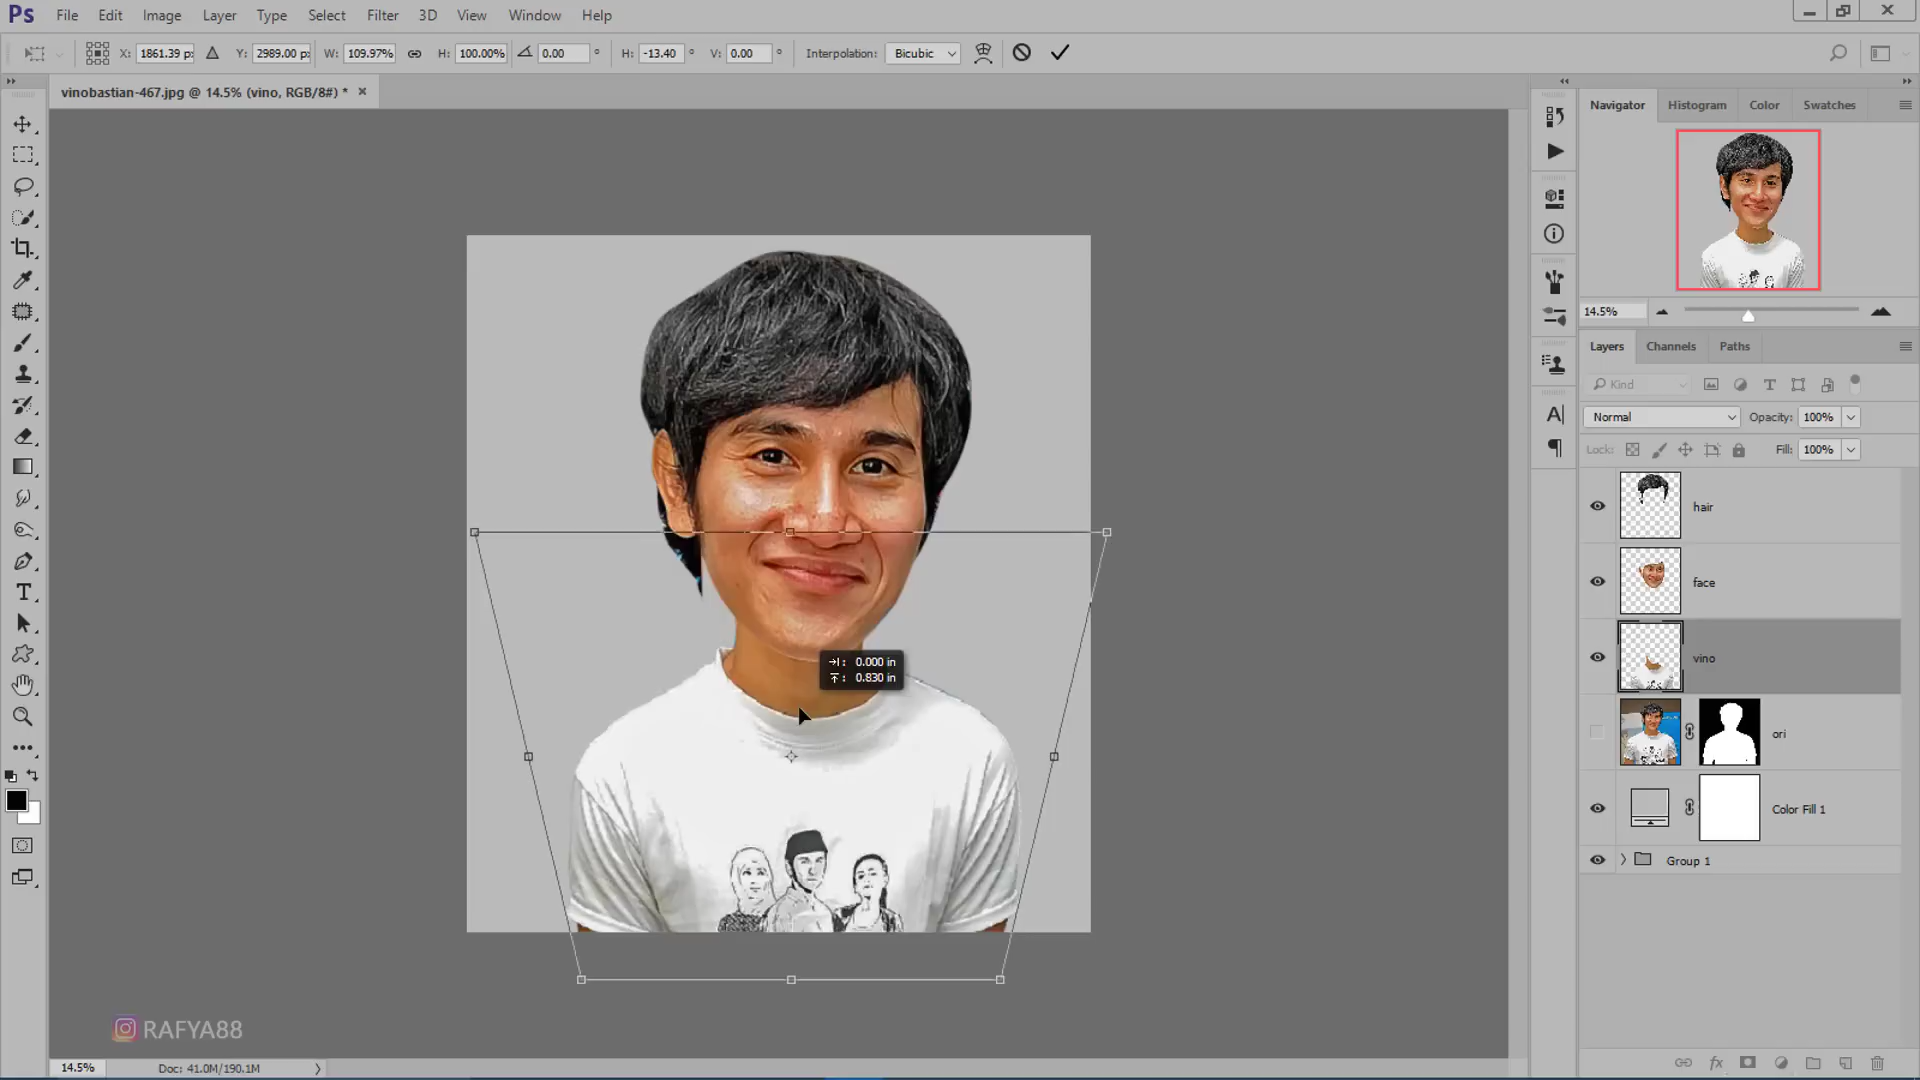 Ps File Edit Image Layer Type Select Filter 3D View Window Help
X: 1861.39 px Y: 2989.00 px W: 109.97% H: 100.00% 0.00 ° H: -13.40 ° V: 0.00 ° Interpolation: Bicubic
vinobastian-467.jpg @ 14.5% (vino, RGB/8#) *
Navigator Histogram Color Swatches
14.5%
Layers Channels Paths
Kind
Normal Opacity: 100%
Lock: Fill: 100%
hair
face
vino
ori
Color Fill 1
Group 1
0.000 in
0.830 in
RAFYA88
14.5% Doc: 41.0M/190.1M